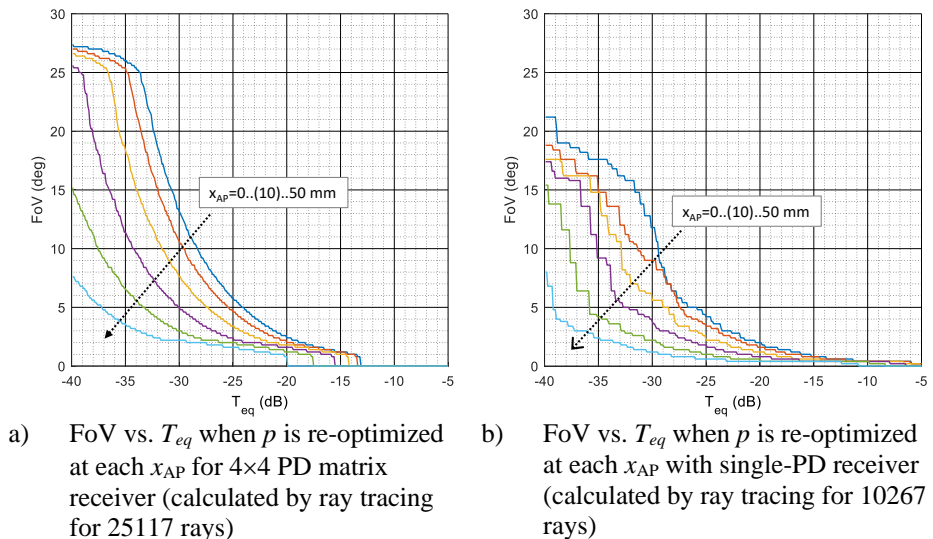 30
25
20
15
10
5
0
FoV (deg)
-40
-35
-30
-25
-20
-15
-10
-5
T_eq (dB)
x_AP=0..(10)..50 mm
30
25
20
15
10
5
0
FoV (deg)
-40
-35
-30
-25
-20
-15
-10
-5
T_eq (dB)
x_AP=0..(10)..50 mm
a) FoV vs. T_eq when p is re-optimized
at each x_AP for 4×4 PD matrix
receiver (calculated by ray tracing
for 25117 rays)
b) FoV vs. T_eq when p is re-optimized
at each x_AP with single-PD receiver
(calculated by ray tracing for 10267
rays)